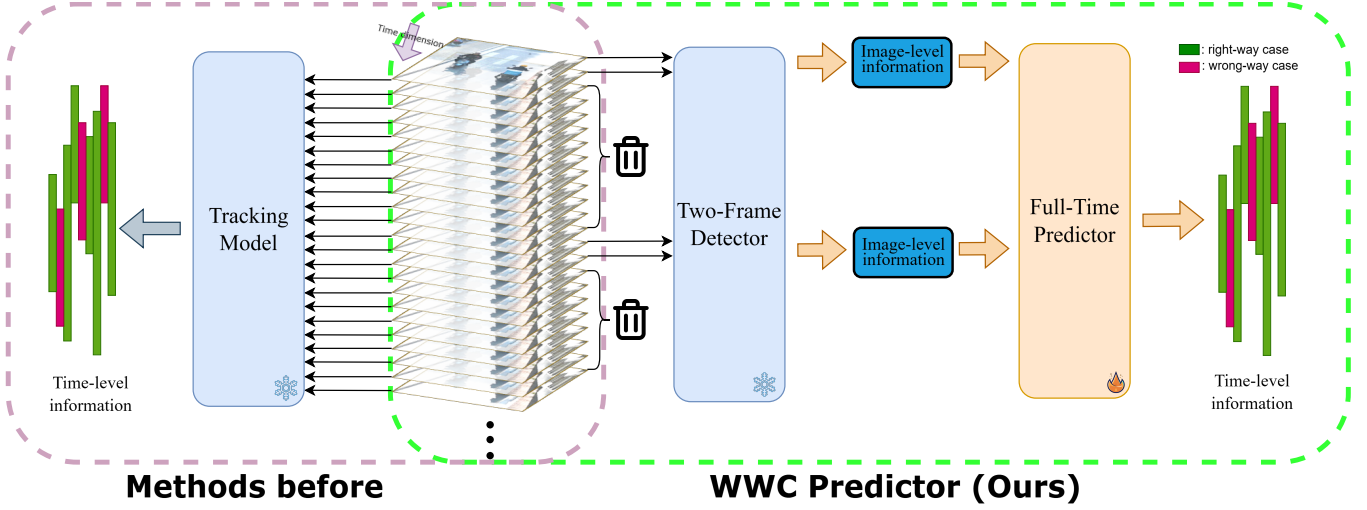 Time dimension
Tracking
Model
Time-level
information
Two-Frame
Detector
Image-level
information
Image-level
information
Full-Time
Predictor
: right-way case
: wrong-way case
Time-level
information
Methods before
WWC Predictor (Ours)